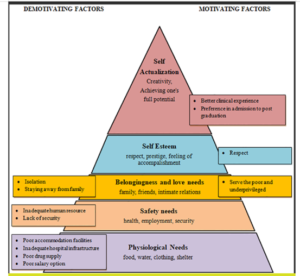 DEMOTIVATING FACTORS
MOTIVATING FACTORS
Self
Actualization
Creativity,
Achieving one's
full potential
• Better clinical experience
• Preference in admission to post
graduation
Self Esteem
respect, prestige, feeling of
accomplishment
• Respect
• Isolation
• Staying away from family
Belongingness and love needs
family, friends, intimate relations
• Serve the poor and
underprivileged
• Inadequate human resource
• Lack of security
Safety needs
health, employment, security
• Poor accommodation facilities
• Inadequate hospital infrastructure
• Poor drug supply
• Poor salary option
Physiological Needs
food, water, clothing, shelter